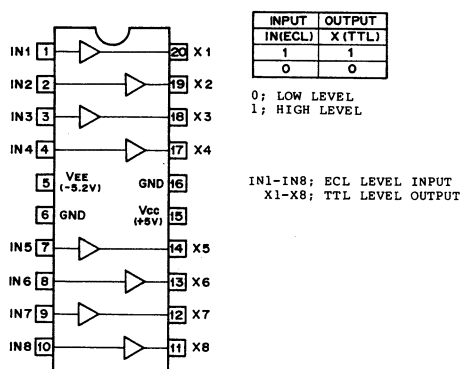 IN1 1 20 X1
IN2 2 19 X2
IN3 3 18 X3
IN4 4 17 X4
5 VEE (-5.2V) GND 16
6 GND Vcc (+5V) 15
IN5 7 14 X5
IN6 8 13 X6
IN7 9 12 X7
IN8 10 11 X8
INPUT OUTPUT
IN(ECL) X(TTL)
1 1
0 0
0; LOW LEVEL
1; HIGH LEVEL
IN1-IN8; ECL LEVEL INPUT
X1-X8; TTL LEVEL OUTPUT